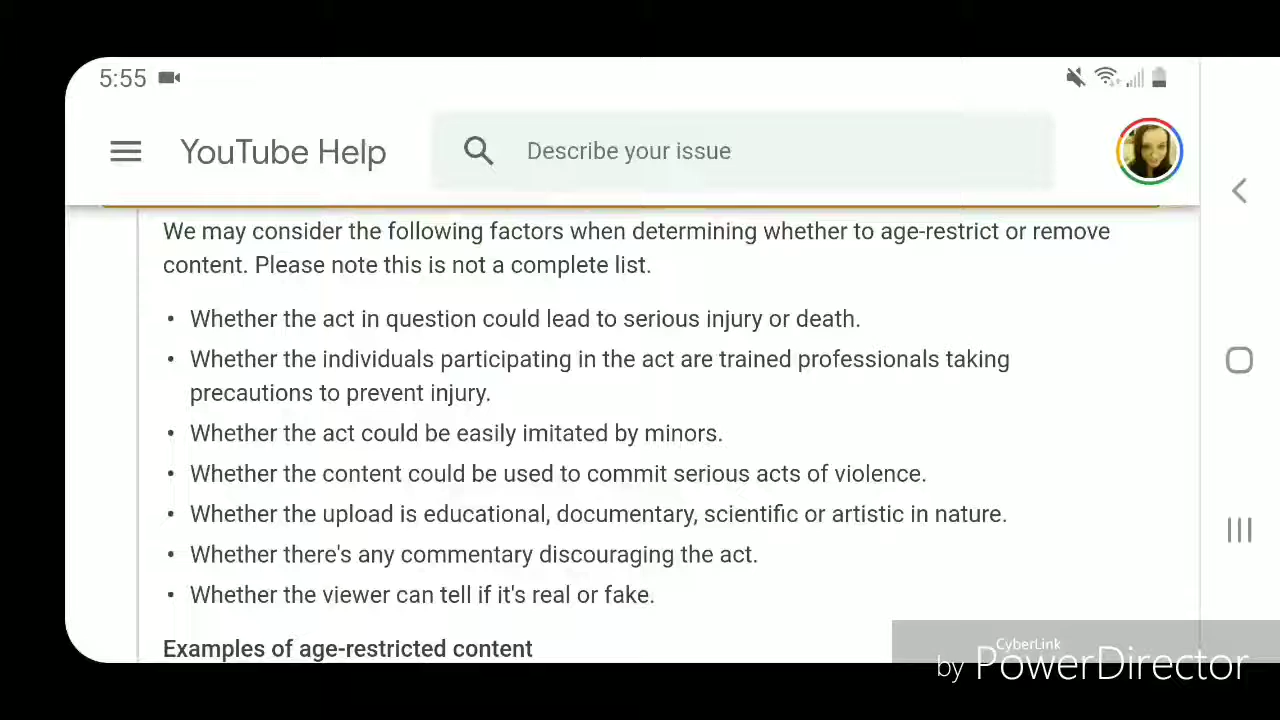 5:55
YouTube Help
Describe your issue
We may consider the following factors when determining whether to age-restrict or remove
content. Please note this is not a complete list.
• Whether the act in question could lead to serious injury or death.
• Whether the individuals participating in the act are trained professionals taking
precautions to prevent injury.
• Whether the act could be easily imitated by minors.
• Whether the content could be used to commit serious acts of violence.
• Whether the upload is educational, documentary, scientific or artistic in nature.
• Whether there's any commentary discouraging the act.
• Whether the viewer can tell if it's real or fake.
Examples of age-restricted content
CyberLink
by PowerDirector